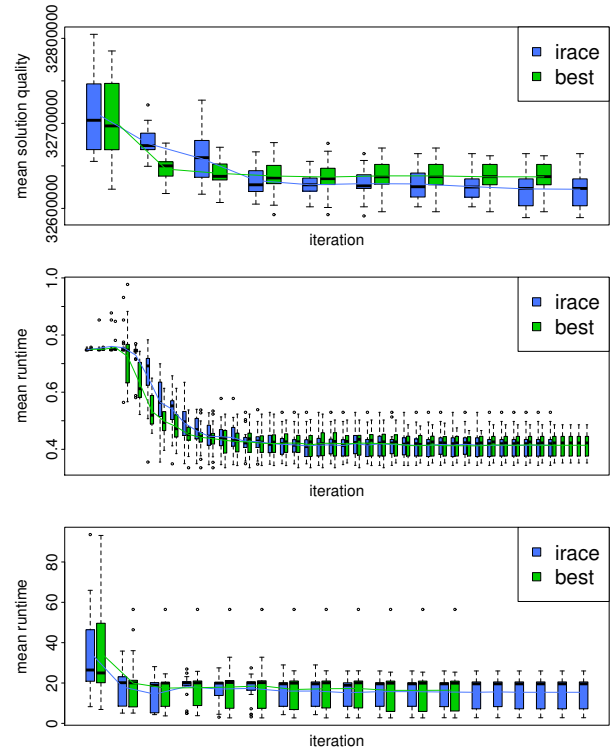 mean solution quality
32600000
32700000
32800000
irace
best
iteration
mean runtime
0.4
0.6
0.8
1.0
irace
best
iteration
mean runtime
0
20
40
60
80
irace
best
iteration